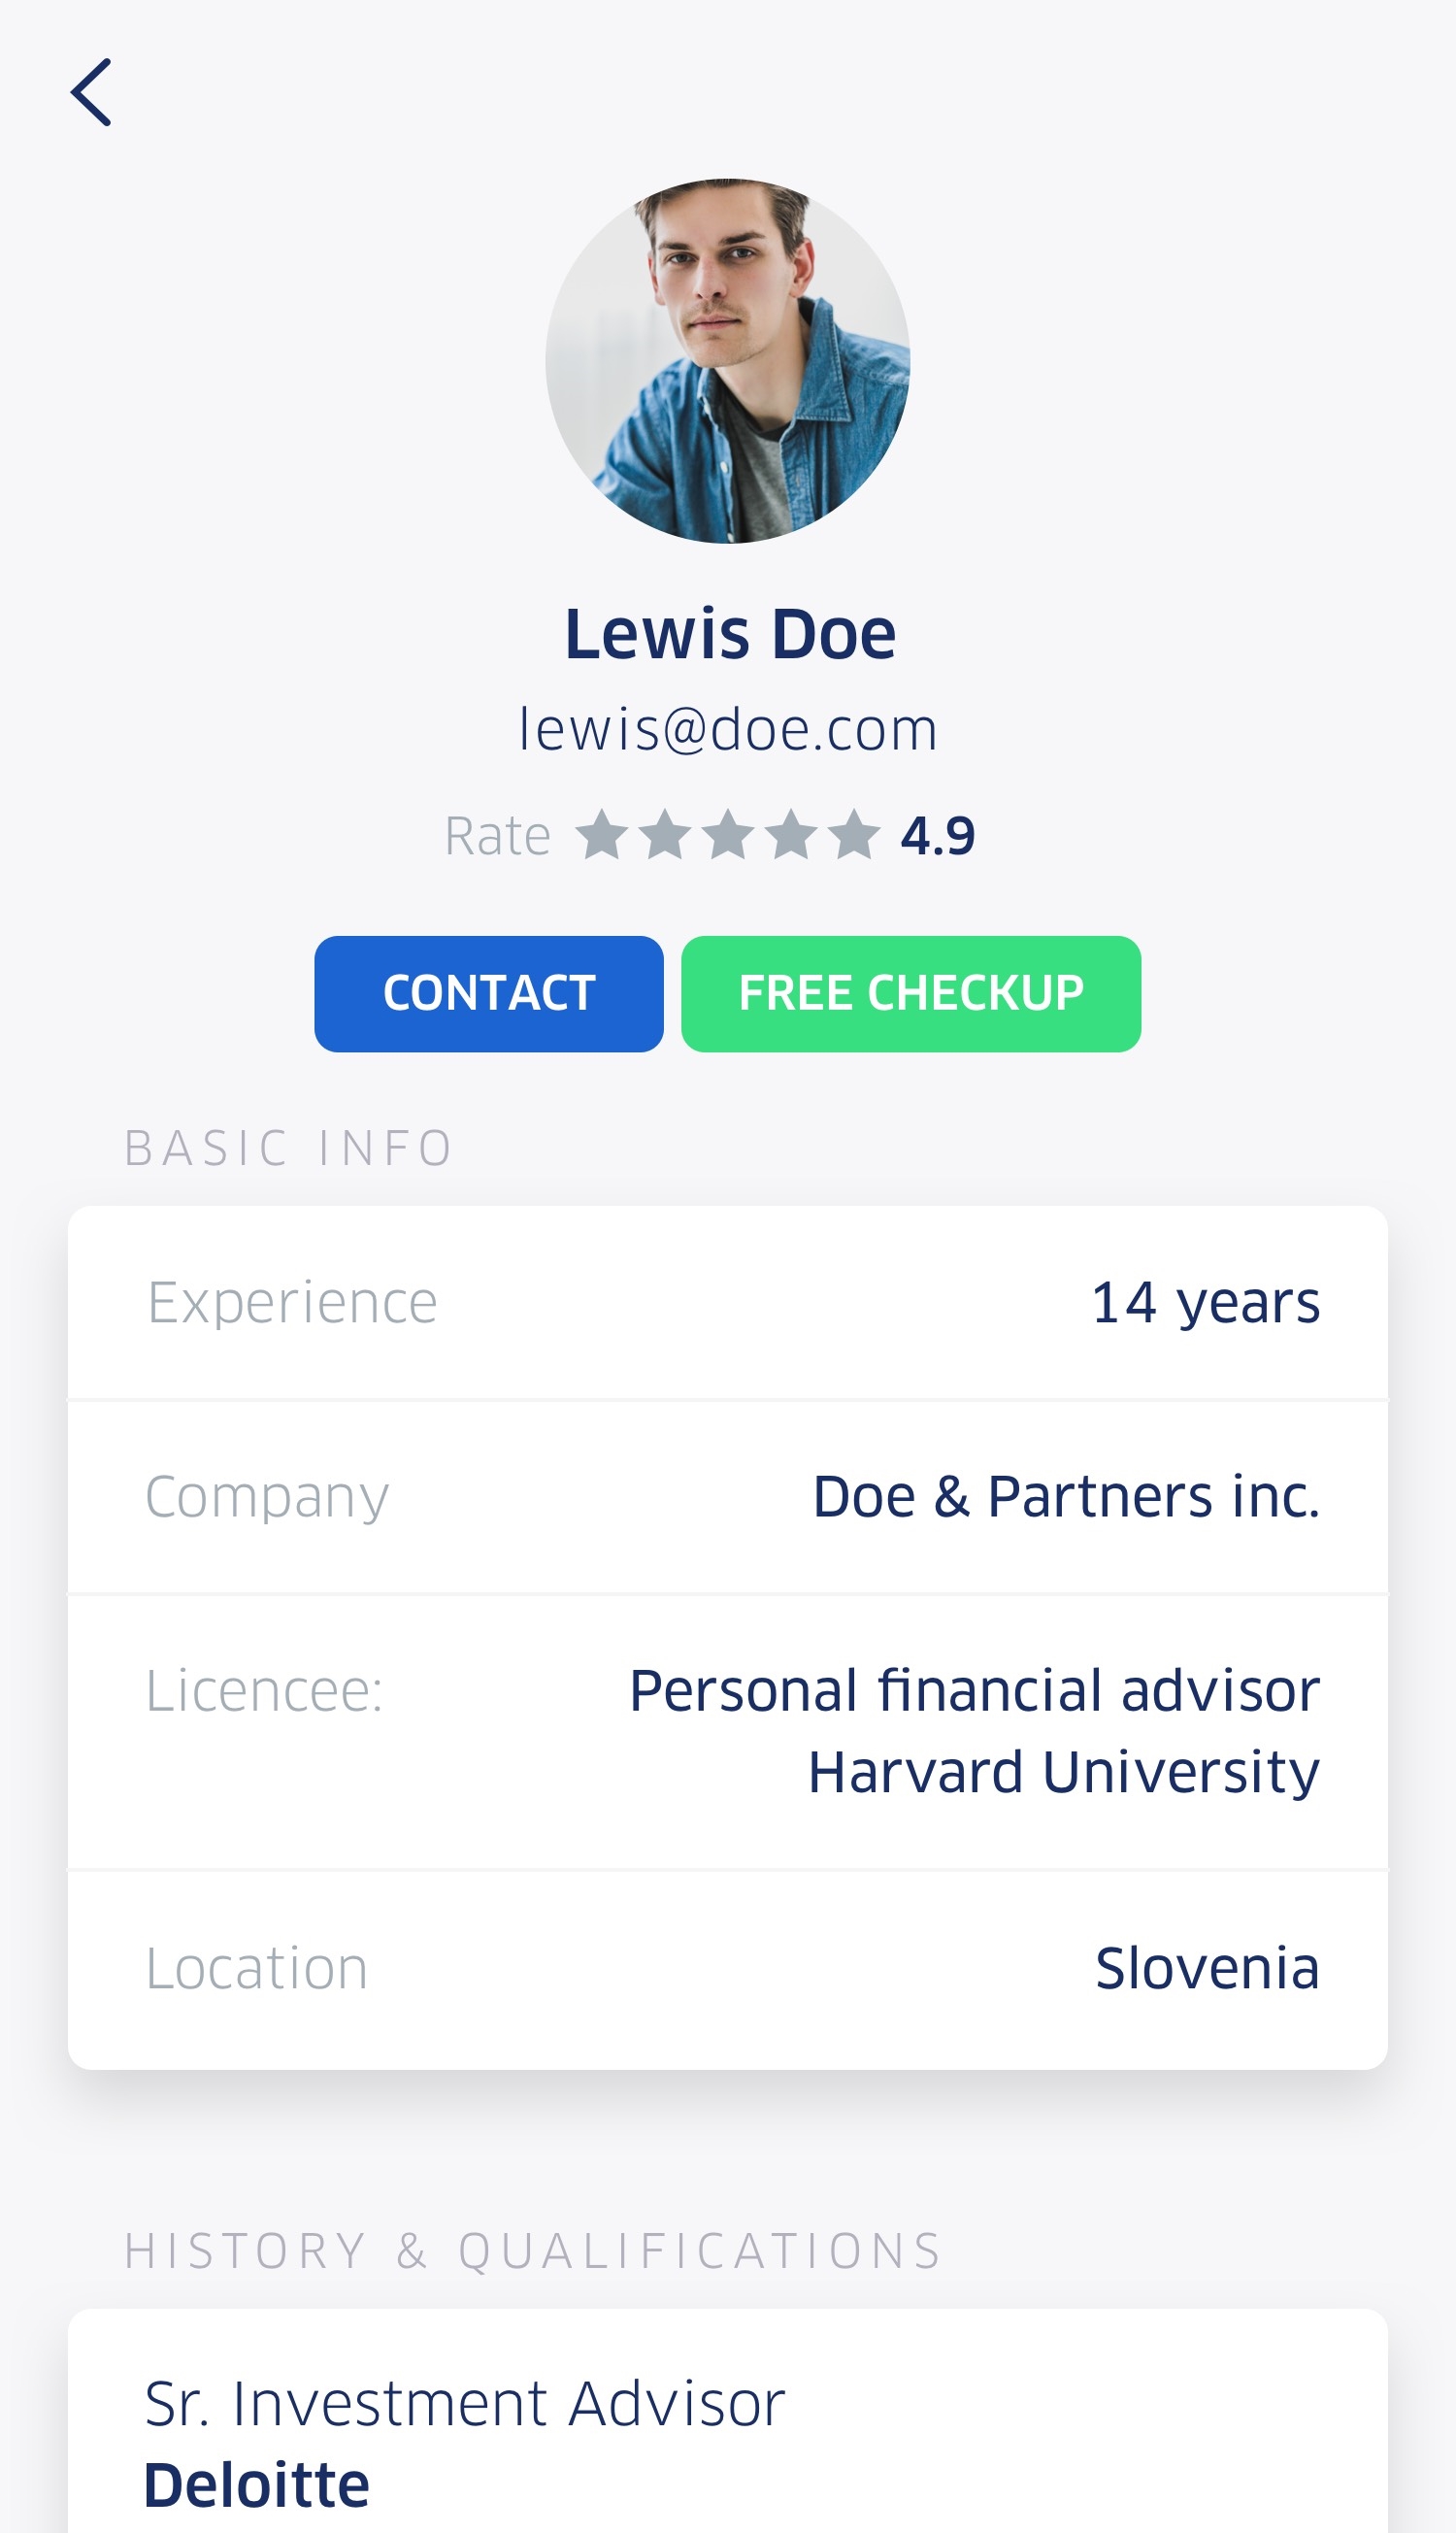 Lewis Doe
lewis@doe.com
Rate 4.9
CONTACT FREE CHECKUP
BASIC INFO
Experience 14 years
Company Doe & Partners inc.
Licencee: Personal financial advisor
Harvard University
Location Slovenia
HISTORY & QUALIFICATIONS
Sr. Investment Advisor
Deloitte